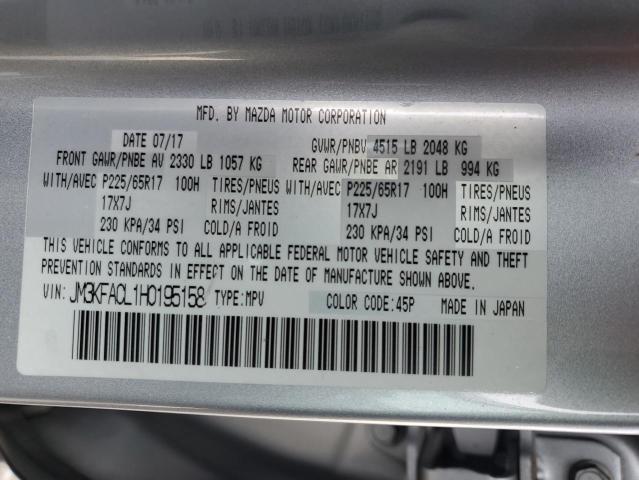 MFD. BY MAZDA MOTOR CORPORATION
DATE 07/17 GVWR/PNBV 4515 LB 2048 KG
FRONT GAWR/PNBE AV 2330 LB 1057 KG REAR GAWR/PNBE AR 2191 LB 994 KG
WITH/AVEC P225/65R17 100H TIRES/PNEUS WITH/AVEC P225/65R17 100H TIRES/PNEUS
17X7J RIMS/JANTES 17X7J RIMS/JANTES
230 KPA/34 PSI COLD/A FROID 230 KPA/34 PSI COLD/A FROID
THIS VEHICLE CONFORMS TO ALL APPLICABLE FEDERAL MOTOR VEHICLE SAFETY AND THEFT
PREVENTION STANDARDS IN EFFECT ON THE DATE OF MANUFACTURE SHOWN ABOVE.
VIN: JM3KFACL1H0195158 TYPE:MPV COLOR CODE:45P MADE IN JAPAN